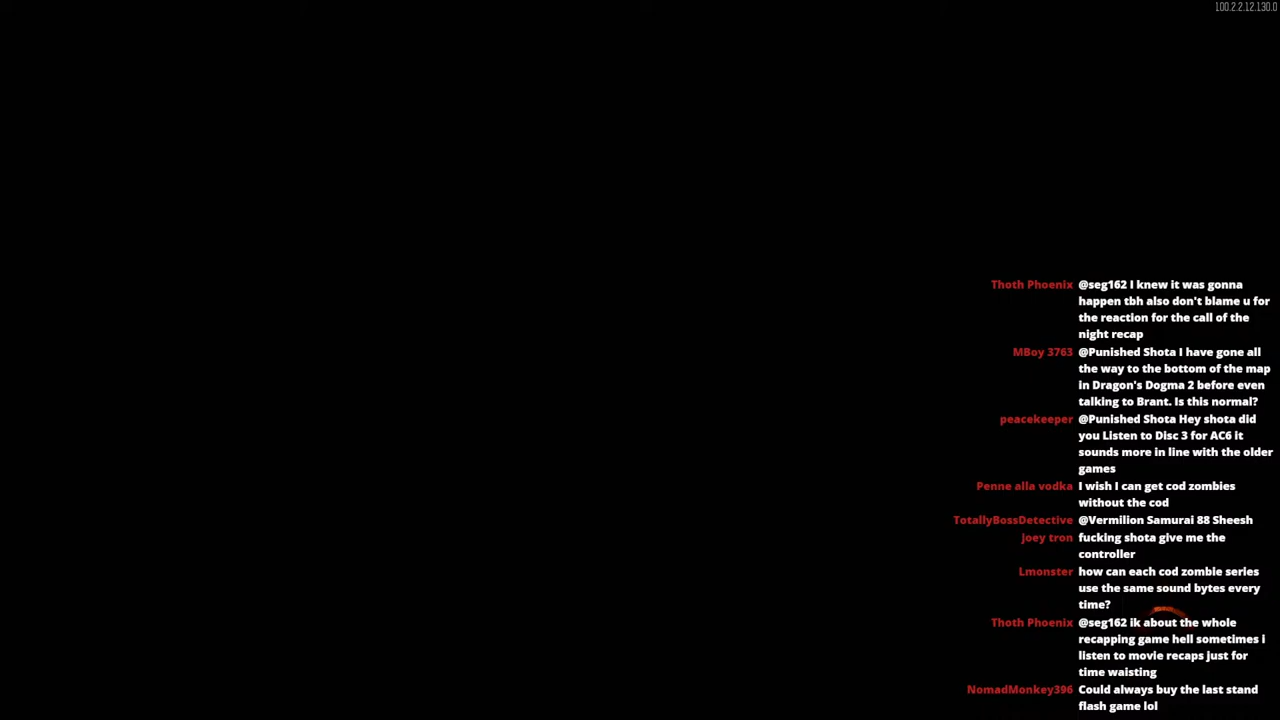 100.2.2.12.130.0
Thoth Phoenix @seg162 I knew it was gonna
happen tbh also don't blame u for
the reaction for the call of the
night recap
MBoy 3763 @Punished Shota I have gone all
the way to the bottom of the map
in Dragon's Dogma 2 before even
talking to Brant. Is this normal?
peacekeeper @Punished Shota Hey shota did
you Listen to Disc 3 for AC6 it
sounds more in line with the older
games
Penne alla vodka I wish I can get cod zombies
without the cod
TotallyBossDetective @Vermilion Samurai 88 Sheesh
Joey tron fucking shota give me the
controller
Lmonster how can each cod zombie series
use the same sound bytes every
time?
Thoth Phoenix @seg162 ik about the whole
recapping game hell sometimes i
listen to movie recaps just for
time waisting
NomadMonkey396 Could always buy the last stand
flash game lol